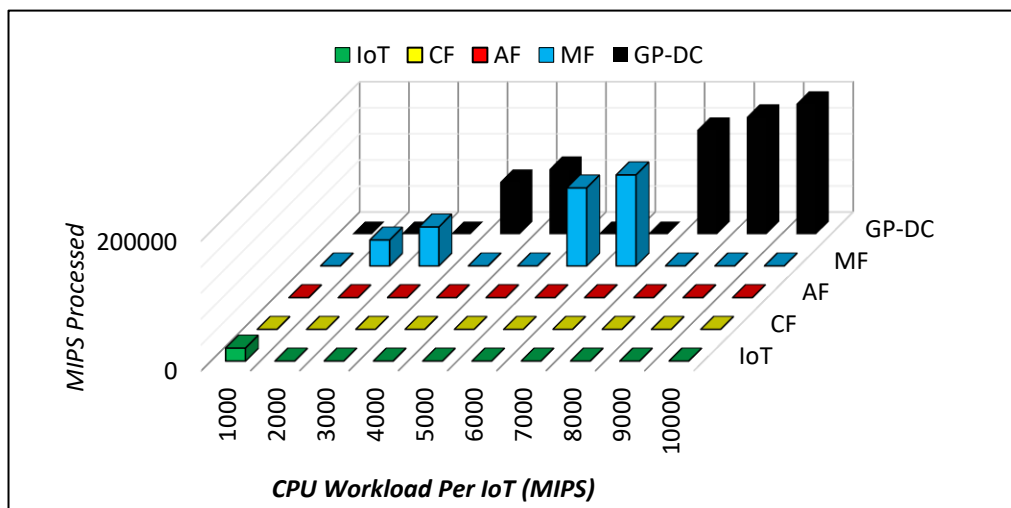 IoT CF AF MF GP-DC
MIPS Processed
200000
0
GP-DC
MF
AF
CF
IoT
1000 2000 3000 4000 5000 6000 7000 8000 9000 10000
CPU Workload Per IoT (MIPS)